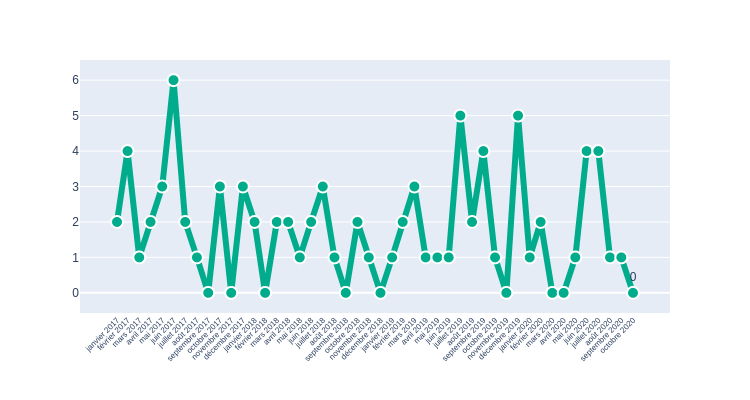 6
5
4
3
2
1
0
0
janvier 2017
février 2017
mars 2017
avril 2017
mai 2017
juin 2017
juillet 2017
août 2017
septembre 2017
octobre 2017
novembre 2017
décembre 2017
janvier 2018
février 2018
mars 2018
avril 2018
mai 2018
juin 2018
juillet 2018
août 2018
septembre 2018
octobre 2018
novembre 2018
décembre 2018
janvier 2019
février 2019
mars 2019
avril 2019
mai 2019
juin 2019
juillet 2019
août 2019
septembre 2019
octobre 2019
novembre 2019
décembre 2019
janvier 2020
février 2020
mars 2020
avril 2020
mai 2020
juin 2020
juillet 2020
août 2020
septembre 2020
octobre 2020